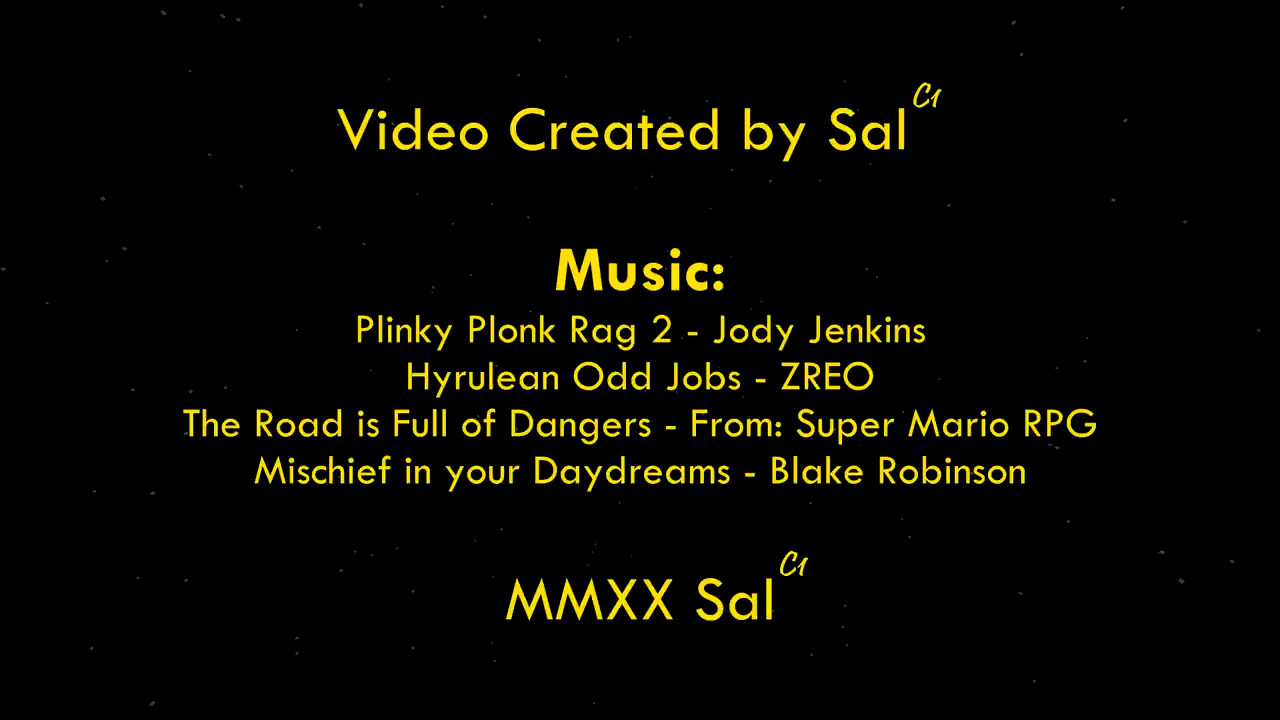 Video Created by Sal C1
Music:
Plinky Plonk Rag 2 - Jody Jenkins
Hyrulean Odd Jobs - ZREO
The Road is Full of Dangers - From: Super Mario RPG
Mischief in your Daydreams - Blake Robinson
MMXX Sal C1